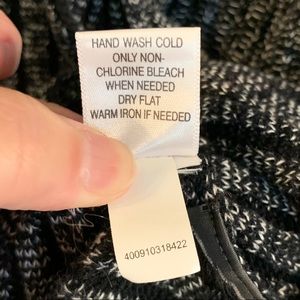 HAND WASH COLD
ONLY NON-
CHLORINE BLEACH
WHEN NEEDED
DRY FLAT
WARM IRON IF NEEDED
400910318422